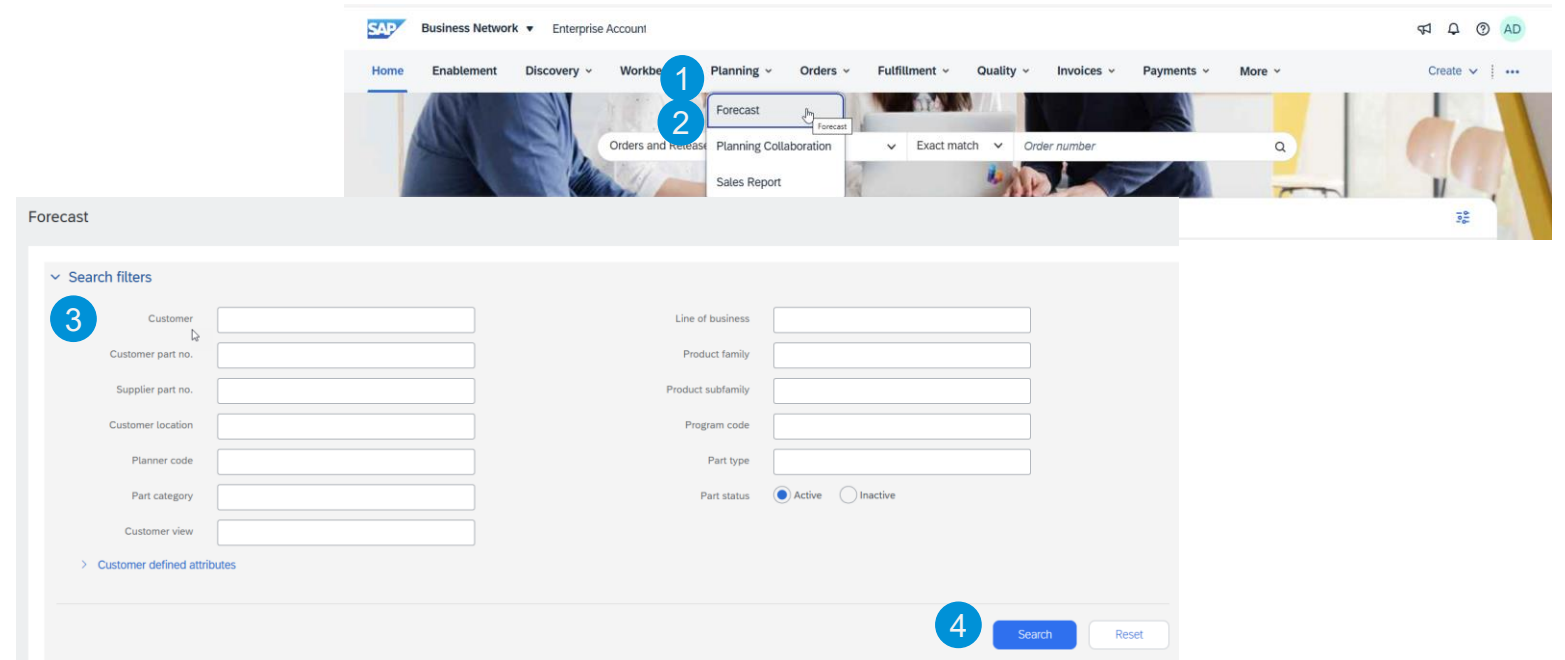 SAP Business Network Enterprise Account AD
Home Enablement Discovery Planning Orders Fulfillment Quality Invoices Payments More Create
1
Forecast
2
Forecast
Orders and Planning Collaboration Exact match Order number
Sales Report
Forecast
Search filters
3
Customer Line of business
Customer part no. Product family
Supplier part no. Product subfamily
Customer location Program code
Planner code Part type
Part category Part status Active Inactive
Customer view
Customer defined attributes
4 Search Reset